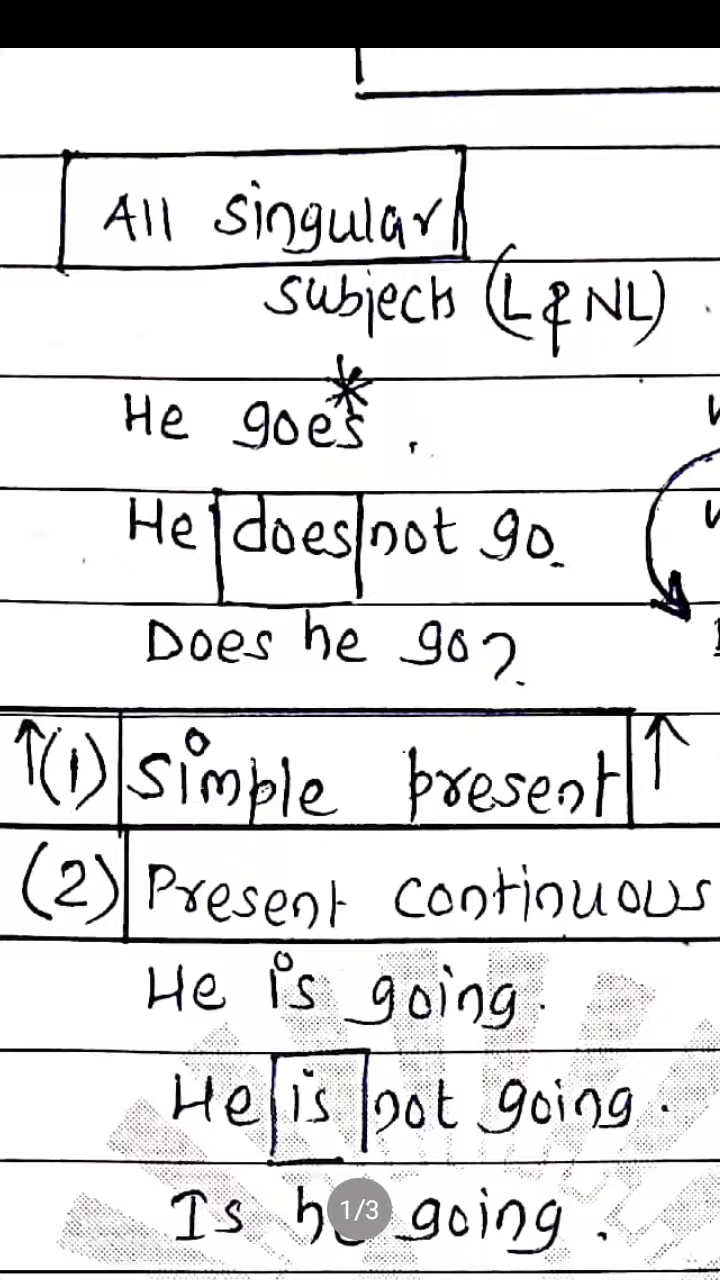 All singular
subjects (L & NL)
He goes* .
He does not go.
Does he go?
↑(1) Simple present ↑
(2) Present continuous
He is going.
He is not going.
Is he going .
1/3